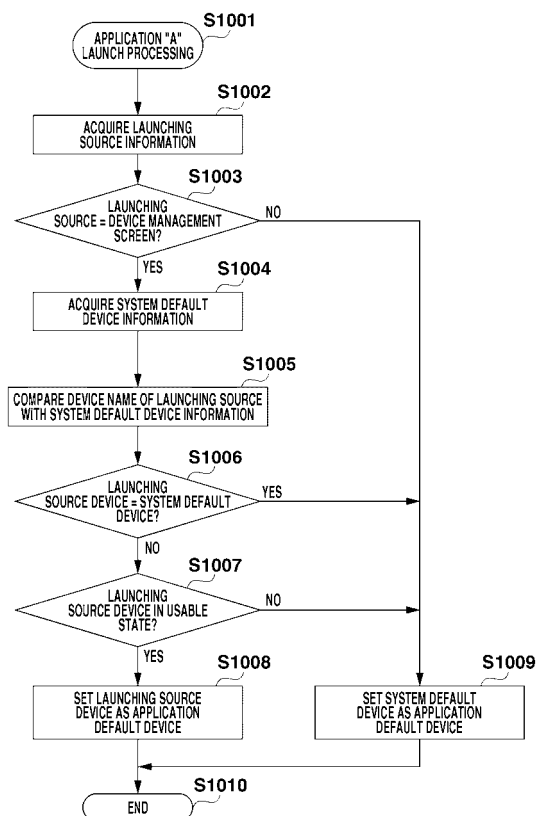 S1001
APPLICATION "A"
LAUNCH PROCESSING
S1002
ACQUIRE LAUNCHING
SOURCE INFORMATION
S1003
LAUNCHING
SOURCE = DEVICE MANAGEMENT
SCREEN?
NO
YES
S1004
ACQUIRE SYSTEM DEFAULT
DEVICE INFORMATION
S1005
COMPARE DEVICE NAME OF LAUNCHING SOURCE
WITH SYSTEM DEFAULT DEVICE INFORMATION
S1006
LAUNCHING
SOURCE DEVICE = SYSTEM DEFAULT
DEVICE?
YES
NO
S1007
LAUNCHING
SOURCE DEVICE IN USABLE
STATE?
NO
YES
S1008
SET LAUNCHING SOURCE
DEVICE AS APPLICATION
DEFAULT DEVICE
S1009
SET SYSTEM DEFAULT
DEVICE AS APPLICATION
DEFAULT DEVICE
S1010
END